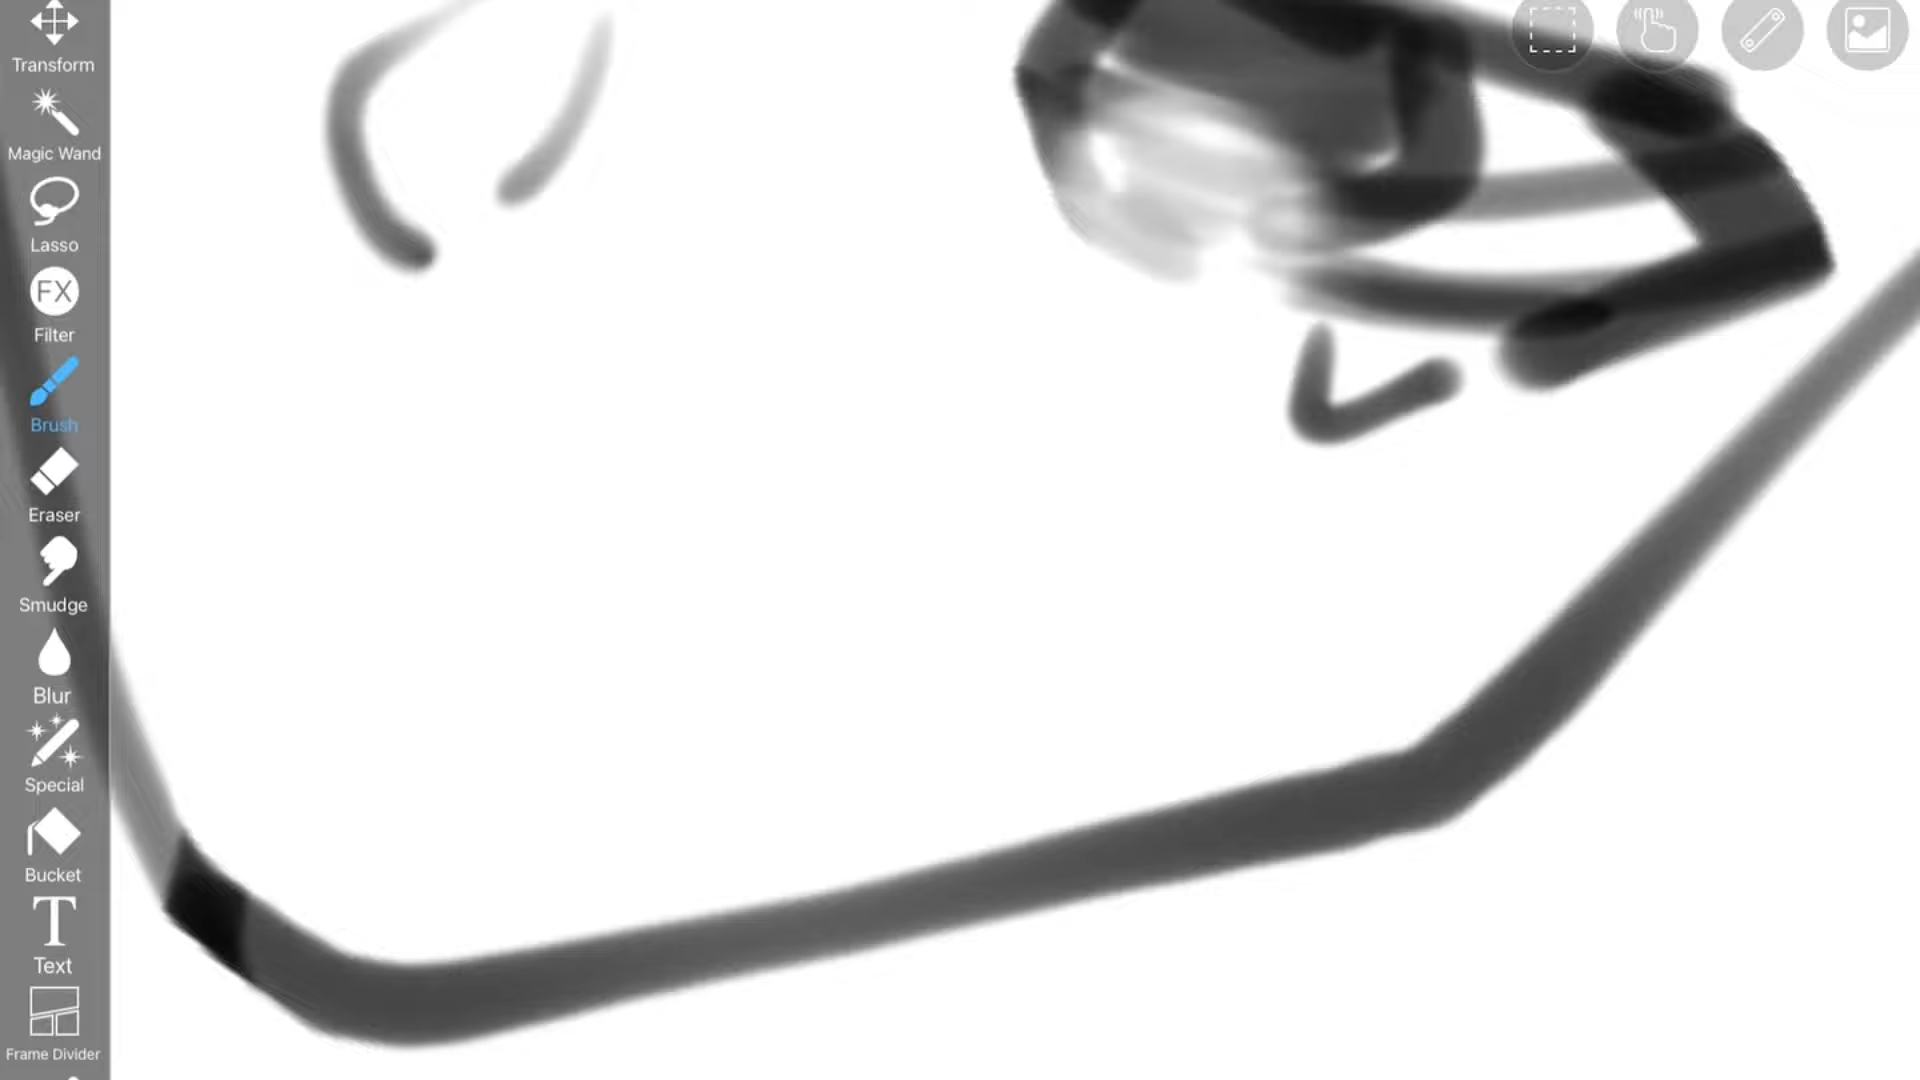 Transform
Magic Wand
Lasso
FX
Filter
Brush
Eraser
Smudge
Blur
Special
Bucket
T
Text
Frame Divider